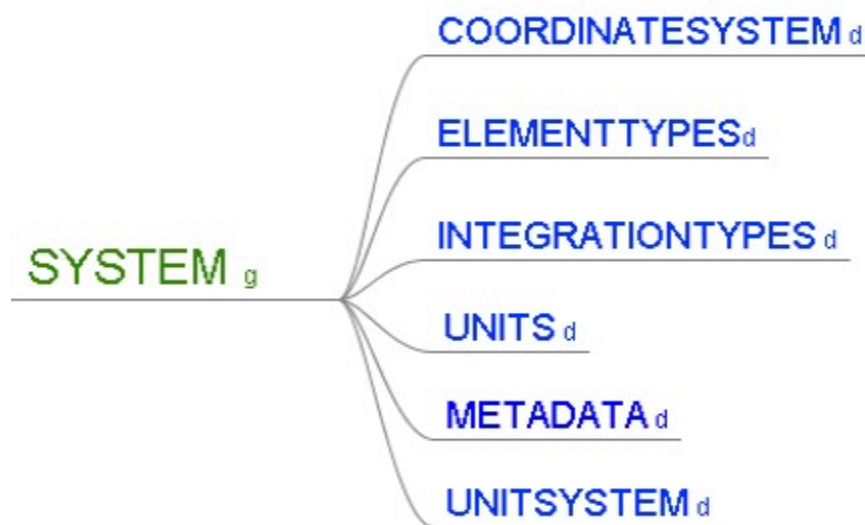 COORDINATESYSTEM d
ELEMENTTYPES d
INTEGRATIONTYPES d
SYSTEM g
UNITS d
METADATA d
UNITSYSTEM d